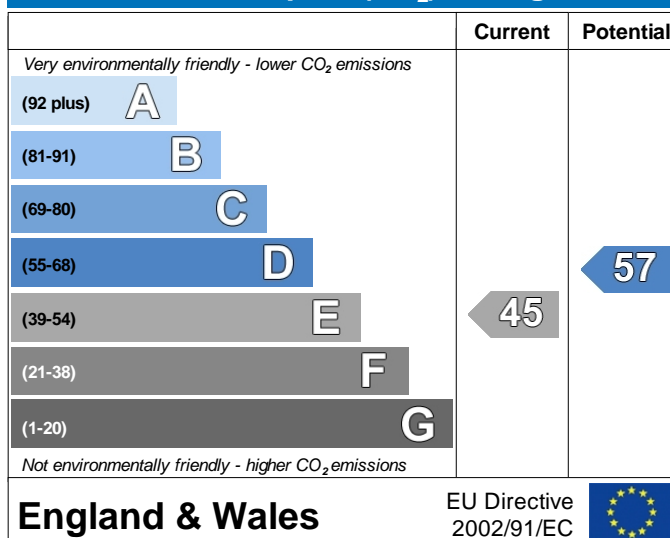 Current Potential
Very environmentally friendly - lower CO₂ emissions
(92 plus) A
(81-91) B
(69-80) C
(55-68) D
57
(39-54) E
45
(21-38) F
(1-20) G
Not environmentally friendly - higher CO₂ emissions
England & Wales
EU Directive
2002/91/EC